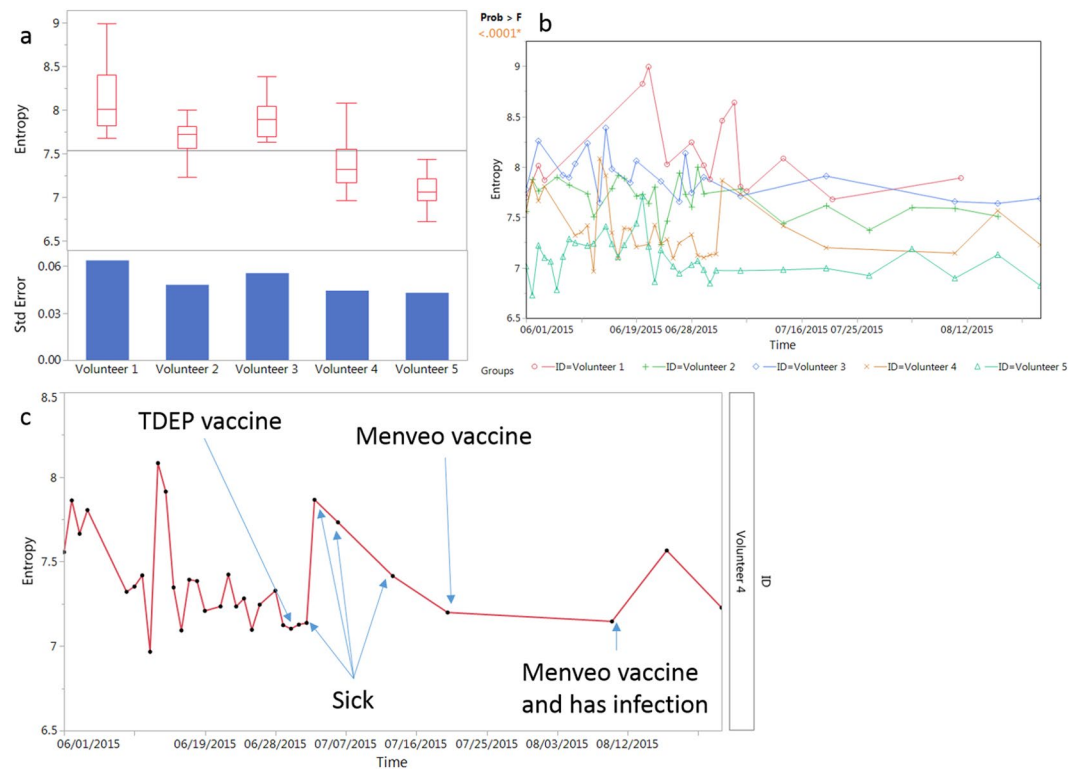 a
Prob > F
<.0001*
b
9
8.5
8
7.5
7
6.5
Entropy
0.06
0.03
0.00
Std Error
Volunteer 1 Volunteer 2 Volunteer 3 Volunteer 4 Volunteer 5
9
8.5
8
7.5
7
6.5
Entropy
06/01/2015 06/19/2015 06/28/2015 07/16/2015 07/25/2015 08/12/2015
Time
Groups ID=Volunteer 1 ID=Volunteer 2 ID=Volunteer 3 ID=Volunteer 4 ID=Volunteer 5
c
8.5
8
7.5
7
6.5
Entropy
TDEP vaccine
Menveo vaccine
Sick
Menveo vaccine
and has infection
Volunteer 4
ID
06/01/2015 06/19/2015 06/28/2015 07/07/2015 07/16/2015 07/25/2015 08/03/2015 08/12/2015
Time